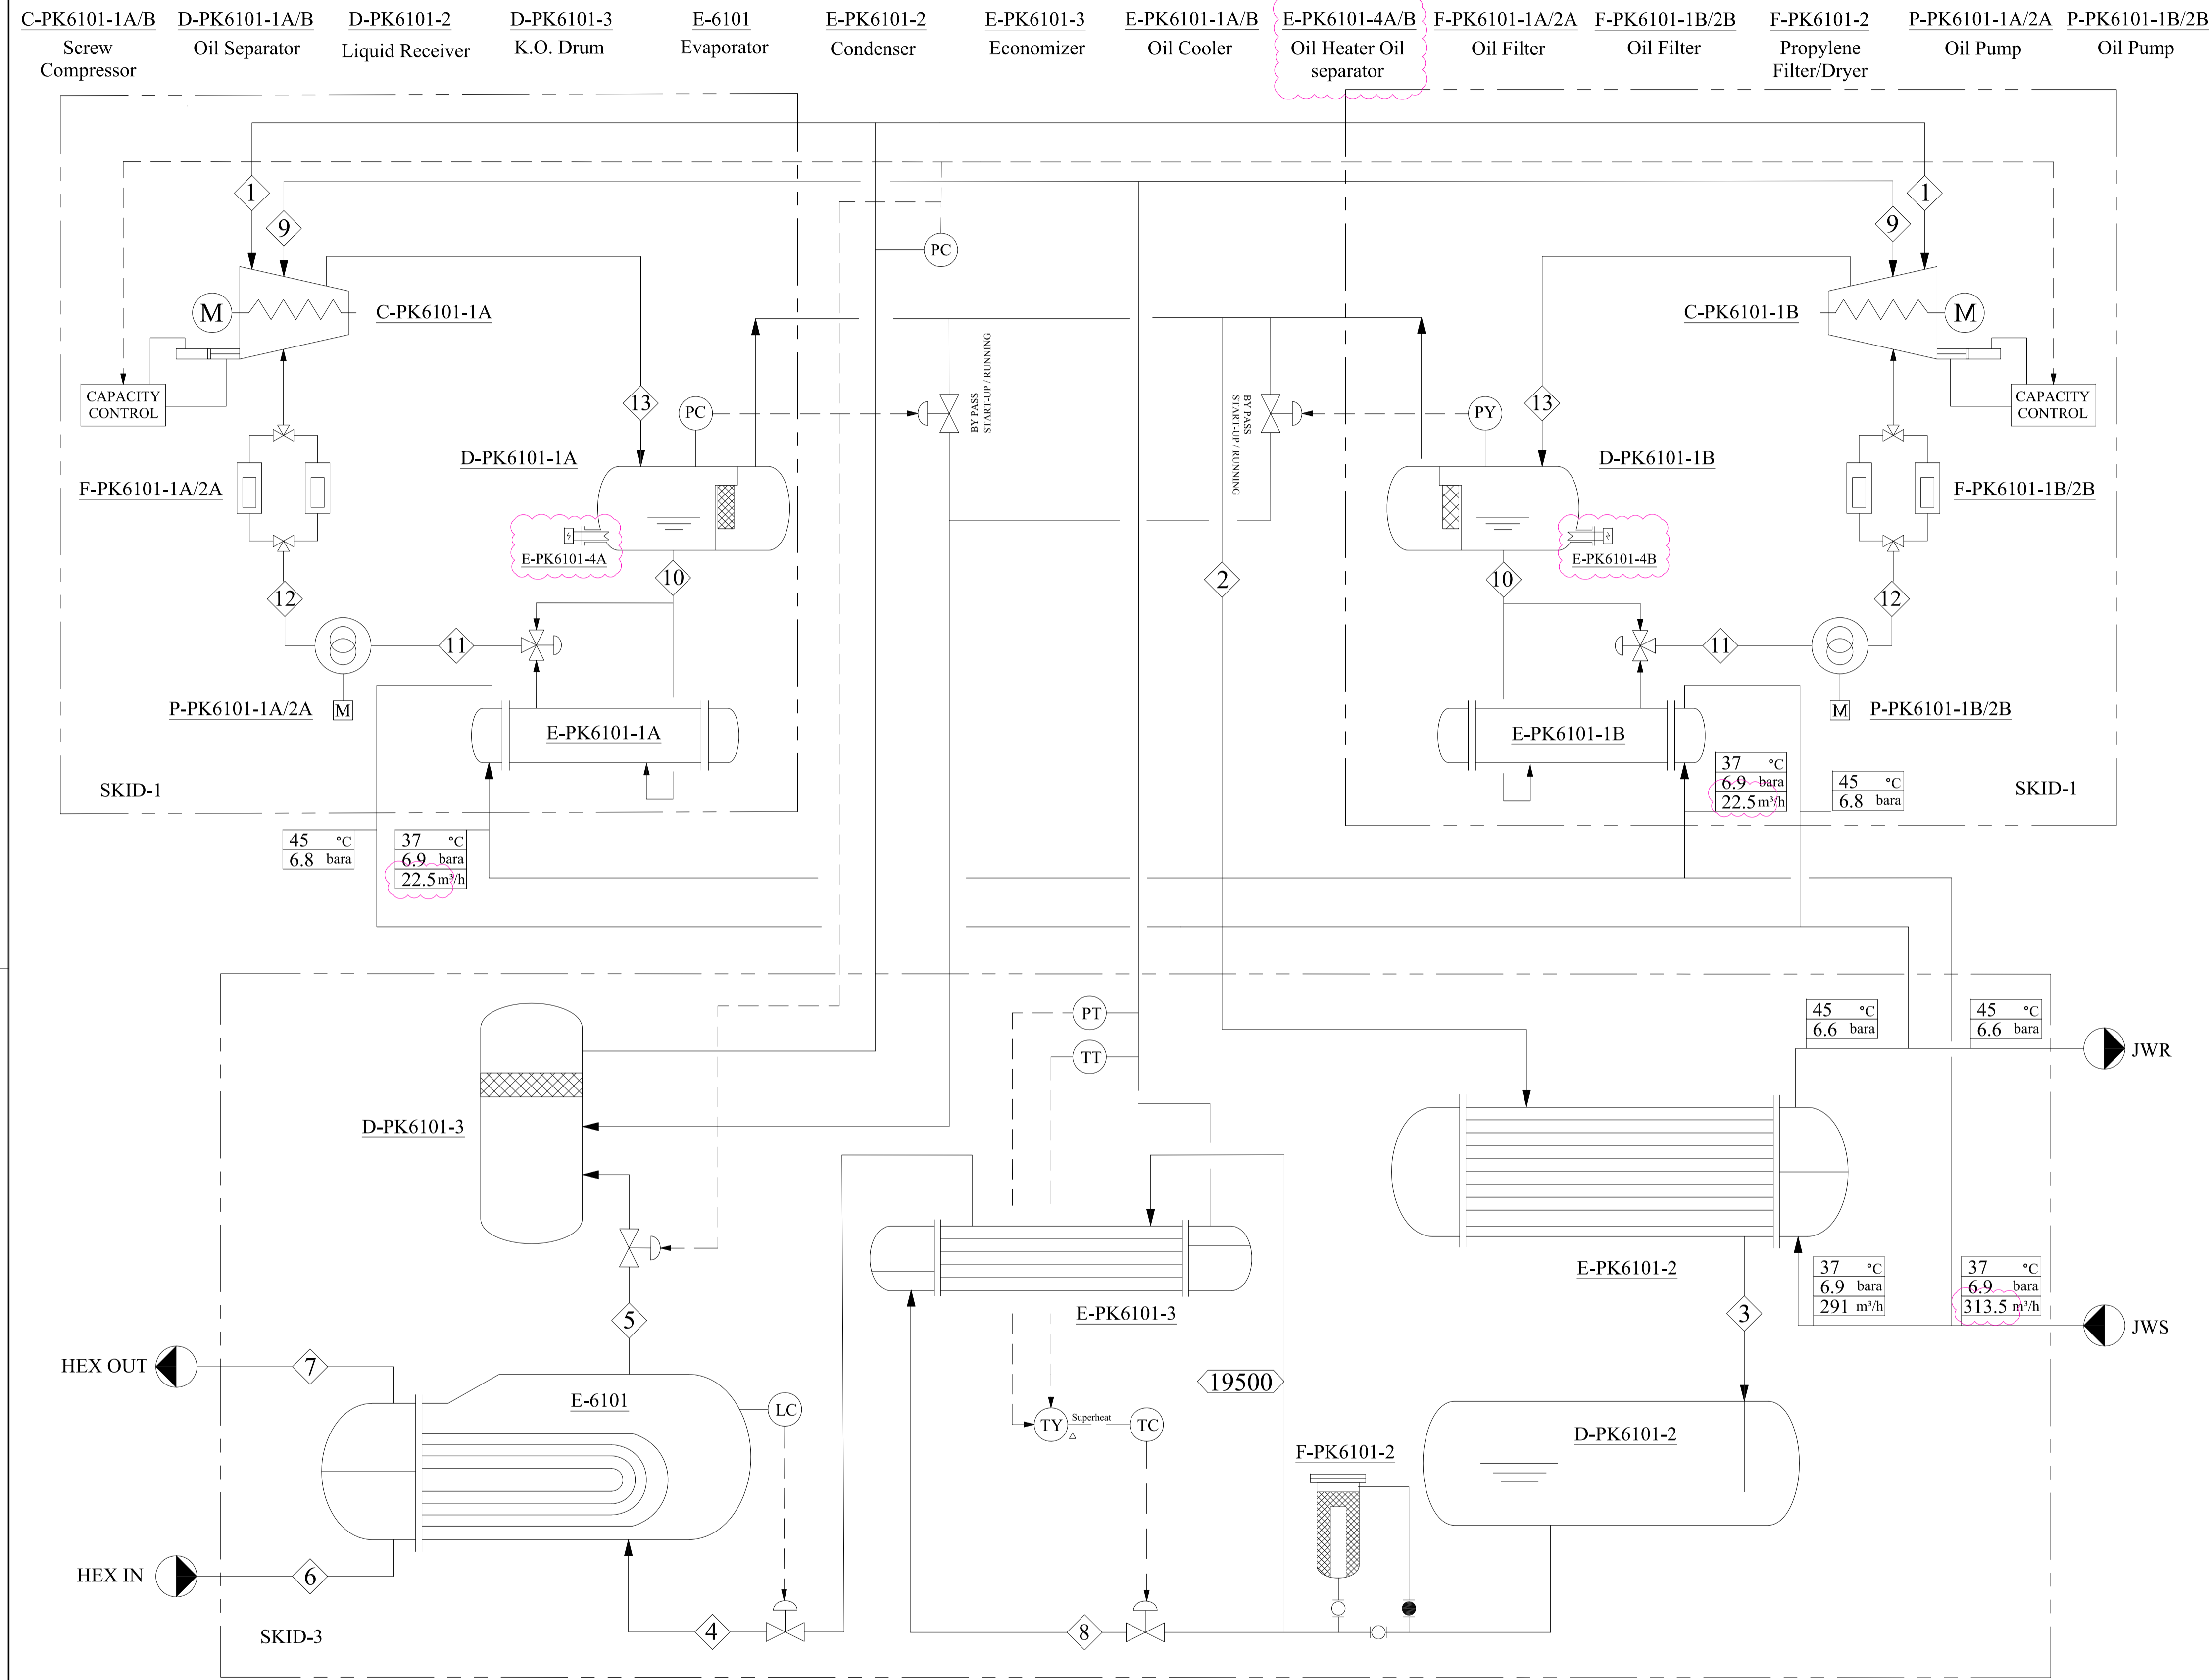 C-PK6101-1A/B
Screw
Compressor
D-PK6101-1A/B
Oil Separator
D-PK6101-2
Liquid Receiver
D-PK6101-3
K.O. Drum
E-6101
Evaporator
E-PK6101-2
Condenser
E-PK6101-3
Economizer
E-PK6101-1A/B
Oil Cooler
E-PK6101-4A/B
Oil Heater Oil
separator
F-PK6101-1A/2A
Oil Filter
F-PK6101-1B/2B
Oil Filter
F-PK6101-2
Propylene
Filter/Dryer
P-PK6101-1A/2A
Oil Pump
P-PK6101-1B/2B
Oil Pump
1
9
PC
M
C-PK6101-1A
CAPACITY
CONTROL
13
PC
BY PASS
START-UP / RUNNING
D-PK6101-1A
F-PK6101-1A/2A
E-PK6101-4A
10
12
11
P-PK6101-1A/2A
M
E-PK6101-1A
SKID-1
45 °C
6.8 bara
37 °C
6.9 bara
22.5 m³/h
1
9
C-PK6101-1B
M
13
PY
BY PASS
START-UP / RUNNING
CAPACITY
CONTROL
D-PK6101-1B
F-PK6101-1B/2B
E-PK6101-4B
2
10
12
11
M
P-PK6101-1B/2B
E-PK6101-1B
37 °C
6.9 bara
22.5 m³/h
45 °C
6.8 bara
SKID-1
PT
TT
45 °C
6.6 bara
45 °C
6.6 bara
JWR
D-PK6101-3
E-PK6101-2
37 °C
6.9 bara
291 m³/h
37 °C
6.9 bara
313.5 m³/h
JWS
E-PK6101-3
5
3
HEX OUT
7
E-6101
LC
19500
TY
Superheat
△
TC
F-PK6101-2
D-PK6101-2
HEX IN
6
4
8
SKID-3